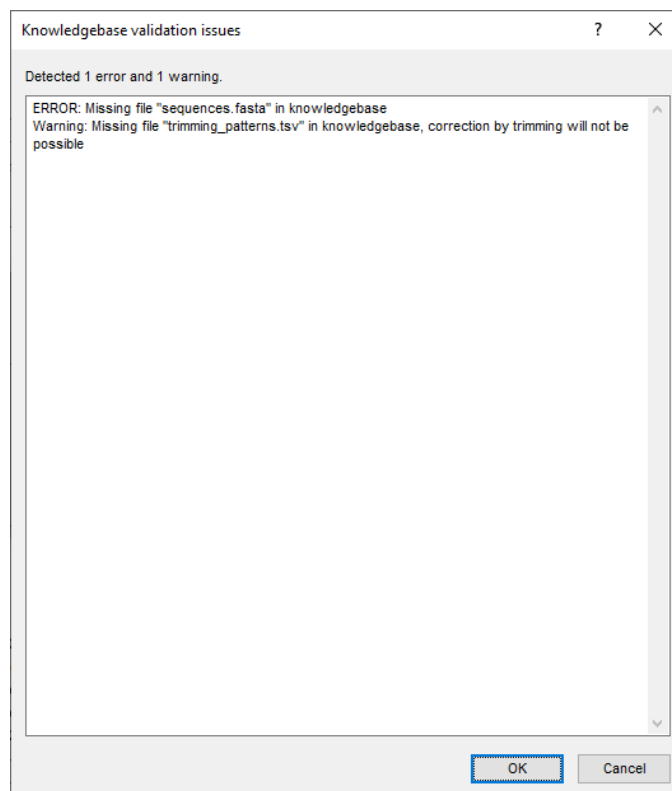 Knowledgebase validation issues ?
Detected 1 error and 1 warning.
ERROR: Missing file "sequences.fasta" in knowledgebase
Warning: Missing file "trimming_patterns.tsv" in knowledgebase, correction by trimming will not be
possible
OK Cancel